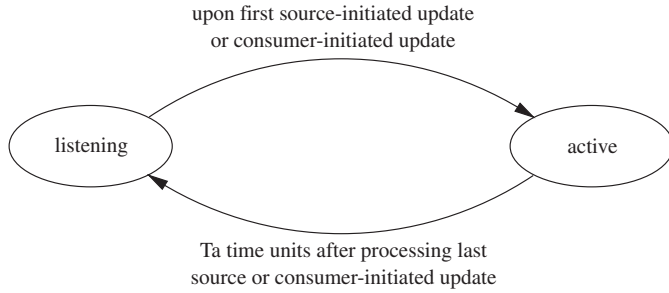 upon first source-initiated update
or consumer-initiated update
listening
active
Ta time units after processing last
source or consumer-initiated update